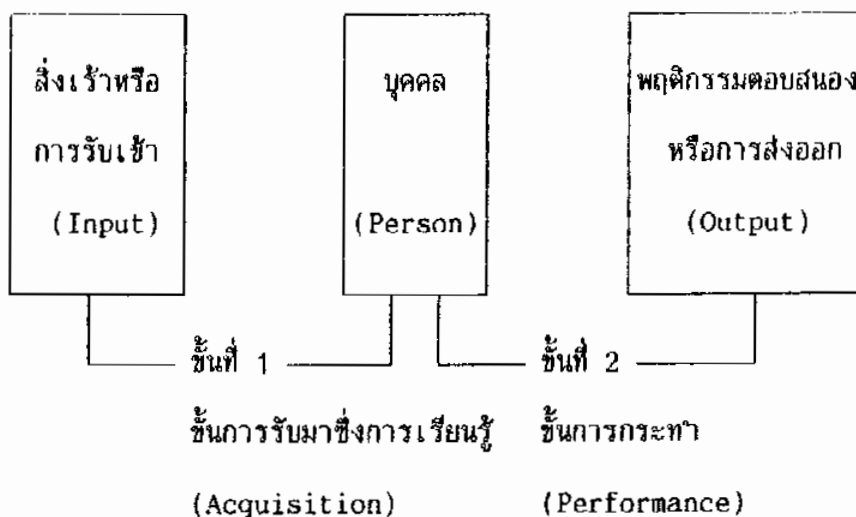 สิ่งเร้าหรือ
การรับเข้า
(Input)
บุคคล
(Person)
พฤติกรรมตอบสนอง
หรือการส่งออก
(Output)
ขั้นที่ 1
ขั้นการรับมาซึ่งการเรียนรู้
(Acquisition)
ขั้นที่ 2
ขั้นการกระทำ
(Performance)